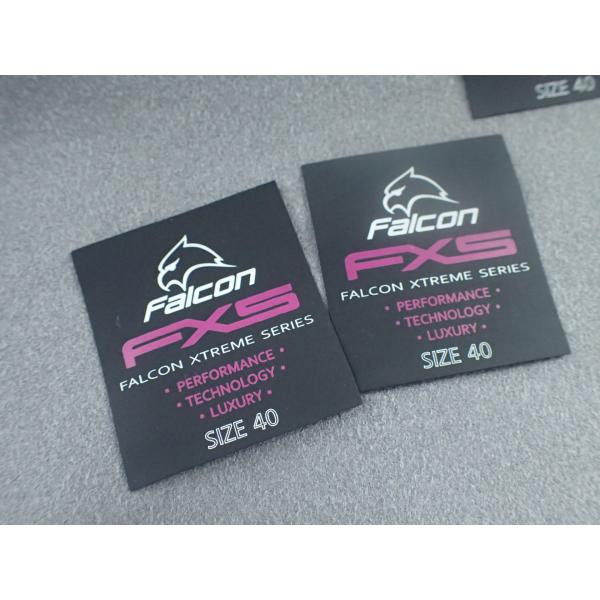 Falcon
FXS
FALCON XTREME SERIES
• PERFORMANCE •
• TECHNOLOGY •
• LUXURY •
SIZE 40
Falcon
FXS
FALCON XTREME SERIES
• PERFORMANCE •
• TECHNOLOGY •
• LUXURY •
SIZE 40
SIZE 40